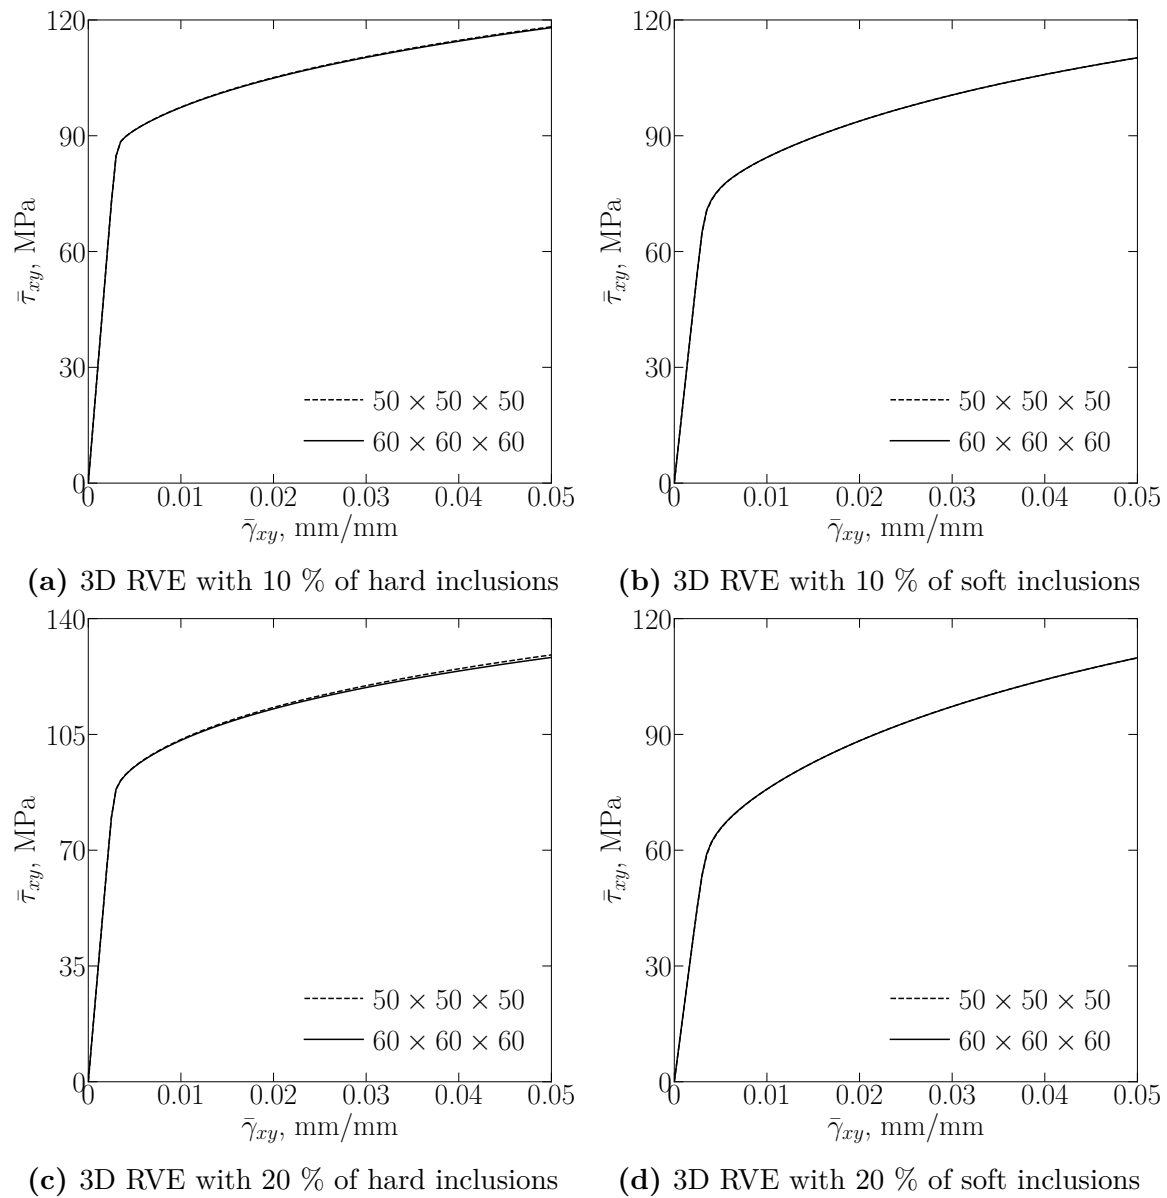 120
90
60
30
0
τ̄xy, MPa
50 × 50 × 50
60 × 60 × 60
0 0.01 0.02 0.03 0.04 0.05
γ̄xy, mm/mm
(a) 3D RVE with 10 % of hard inclusions
120
90
60
30
0
τ̄xy, MPa
50 × 50 × 50
60 × 60 × 60
0 0.01 0.02 0.03 0.04 0.05
γ̄xy, mm/mm
(b) 3D RVE with 10 % of soft inclusions
140
105
70
35
0
τ̄xy, MPa
50 × 50 × 50
60 × 60 × 60
0 0.01 0.02 0.03 0.04 0.05
γ̄xy, mm/mm
(c) 3D RVE with 20 % of hard inclusions
120
90
60
30
0
τ̄xy, MPa
50 × 50 × 50
60 × 60 × 60
0 0.01 0.02 0.03 0.04 0.05
γ̄xy, mm/mm
(d) 3D RVE with 20 % of soft inclusions